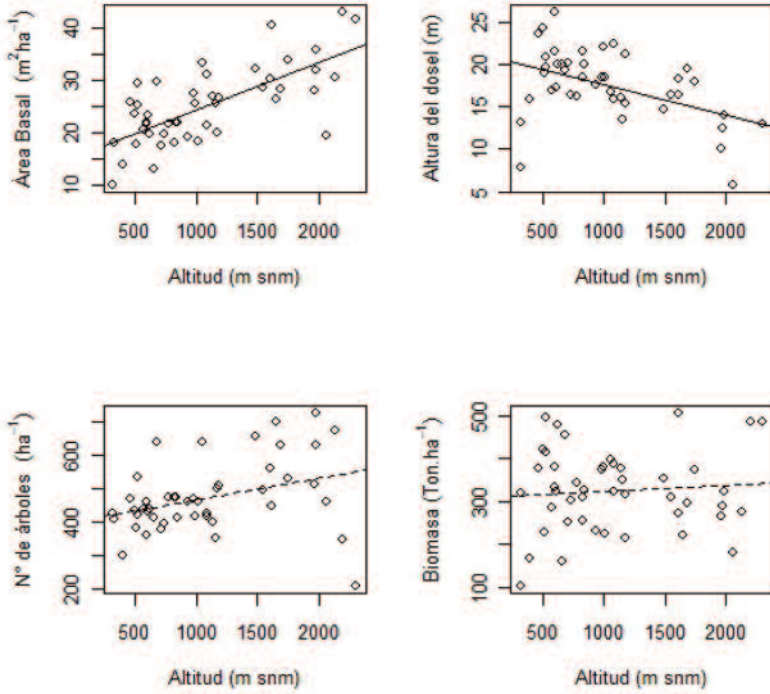 Área Basal (m²ha⁻¹)
10 20 30 40
500 1000 1500 2000
Altitud (m snm)
Altura del dosel (m)
5 10 15 20 25
500 1000 1500 2000
Altitud (m snm)
N° de árboles (ha⁻¹)
200 400 600
500 1000 1500 2000
Altitud (m snm)
Biomasa (Ton.ha⁻¹)
100 300 500
500 1000 1500 2000
Altitud (m snm)